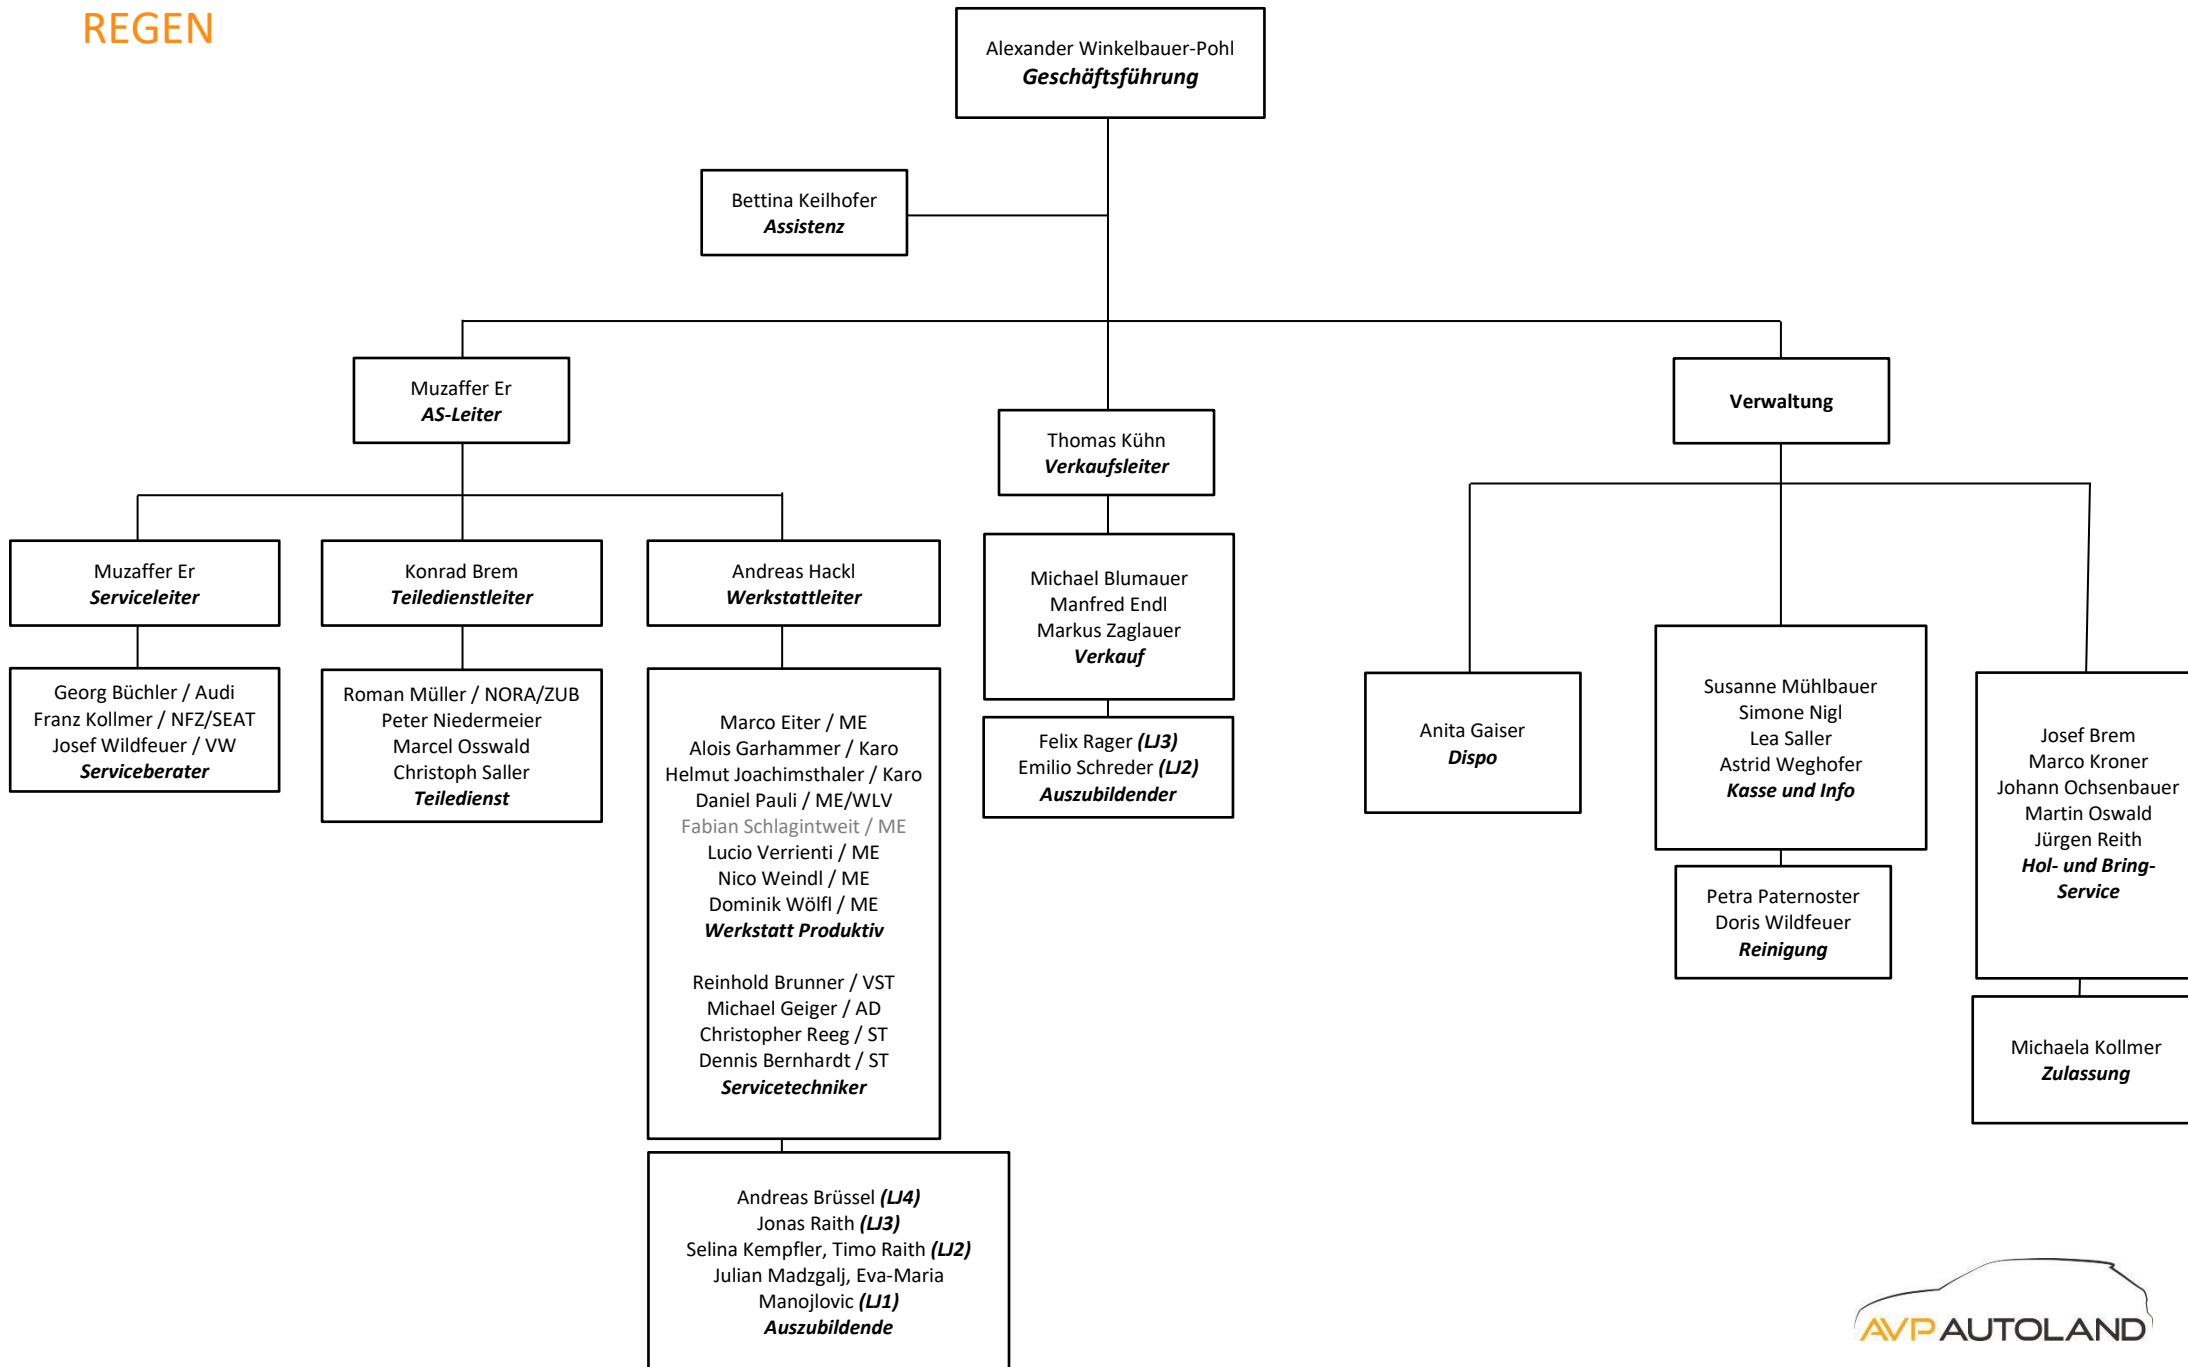 REGEN
Alexander Winkelbauer-Pohl
Geschäftsführung
Bettina Keilhofer
Assistenz
Muzaffer Er
AS-Leiter
Thomas Kühn
Verkaufsleiter
Verwaltung
Muzaffer Er
Serviceleiter
Konrad Brem
Teiledienstleiter
Andreas Hackl
Werkstattleiter
Michael Blumauer
Manfred Endl
Markus Zaglauer
Verkauf
Georg Büchler / Audi
Franz Kollmer / NFZ/SEAT
Josef Wildfeuer / VW
Serviceberater
Roman Müller / NORA/ZUB
Peter Niedermeier
Marcel Osswald
Christoph Saller
Teiledienst
Marco Eiter / ME
Alois Garhammer / Karo
Helmut Joachimsthaler / Karo
Daniel Pauli / ME/WLV
Fabian Schlagintweit / ME
Lucio Verrienti / ME
Nico Weindl / ME
Dominik Wölfl / ME
Werkstatt Produktiv
Reinhold Brunner / VST
Michael Geiger / AD
Christopher Reeg / ST
Dennis Bernhardt / ST
Servicetechniker
Felix Rager (LJ3)
Emilio Schreder (LJ2)
Auszubildender
Anita Gaiser
Dispo
Susanne Mühlbauer
Simone Nigl
Lea Saller
Astrid Weghofer
Kasse und Info
Josef Brem
Marco Kroner
Johann Ochsenbauer
Martin Oswald
Jürgen Reith
Hol- und Bring-
Service
Petra Paternoster
Doris Wildfeuer
Reinigung
Michaela Kollmer
Zulassung
Andreas Brüssel (LJ4)
Jonas Raith (LJ3)
Selina Kempfler, Timo Raith (LJ2)
Julian Madzgalj, Eva-Maria
Manojlovic (LJ1)
Auszubildende
AVP AUTOLAND